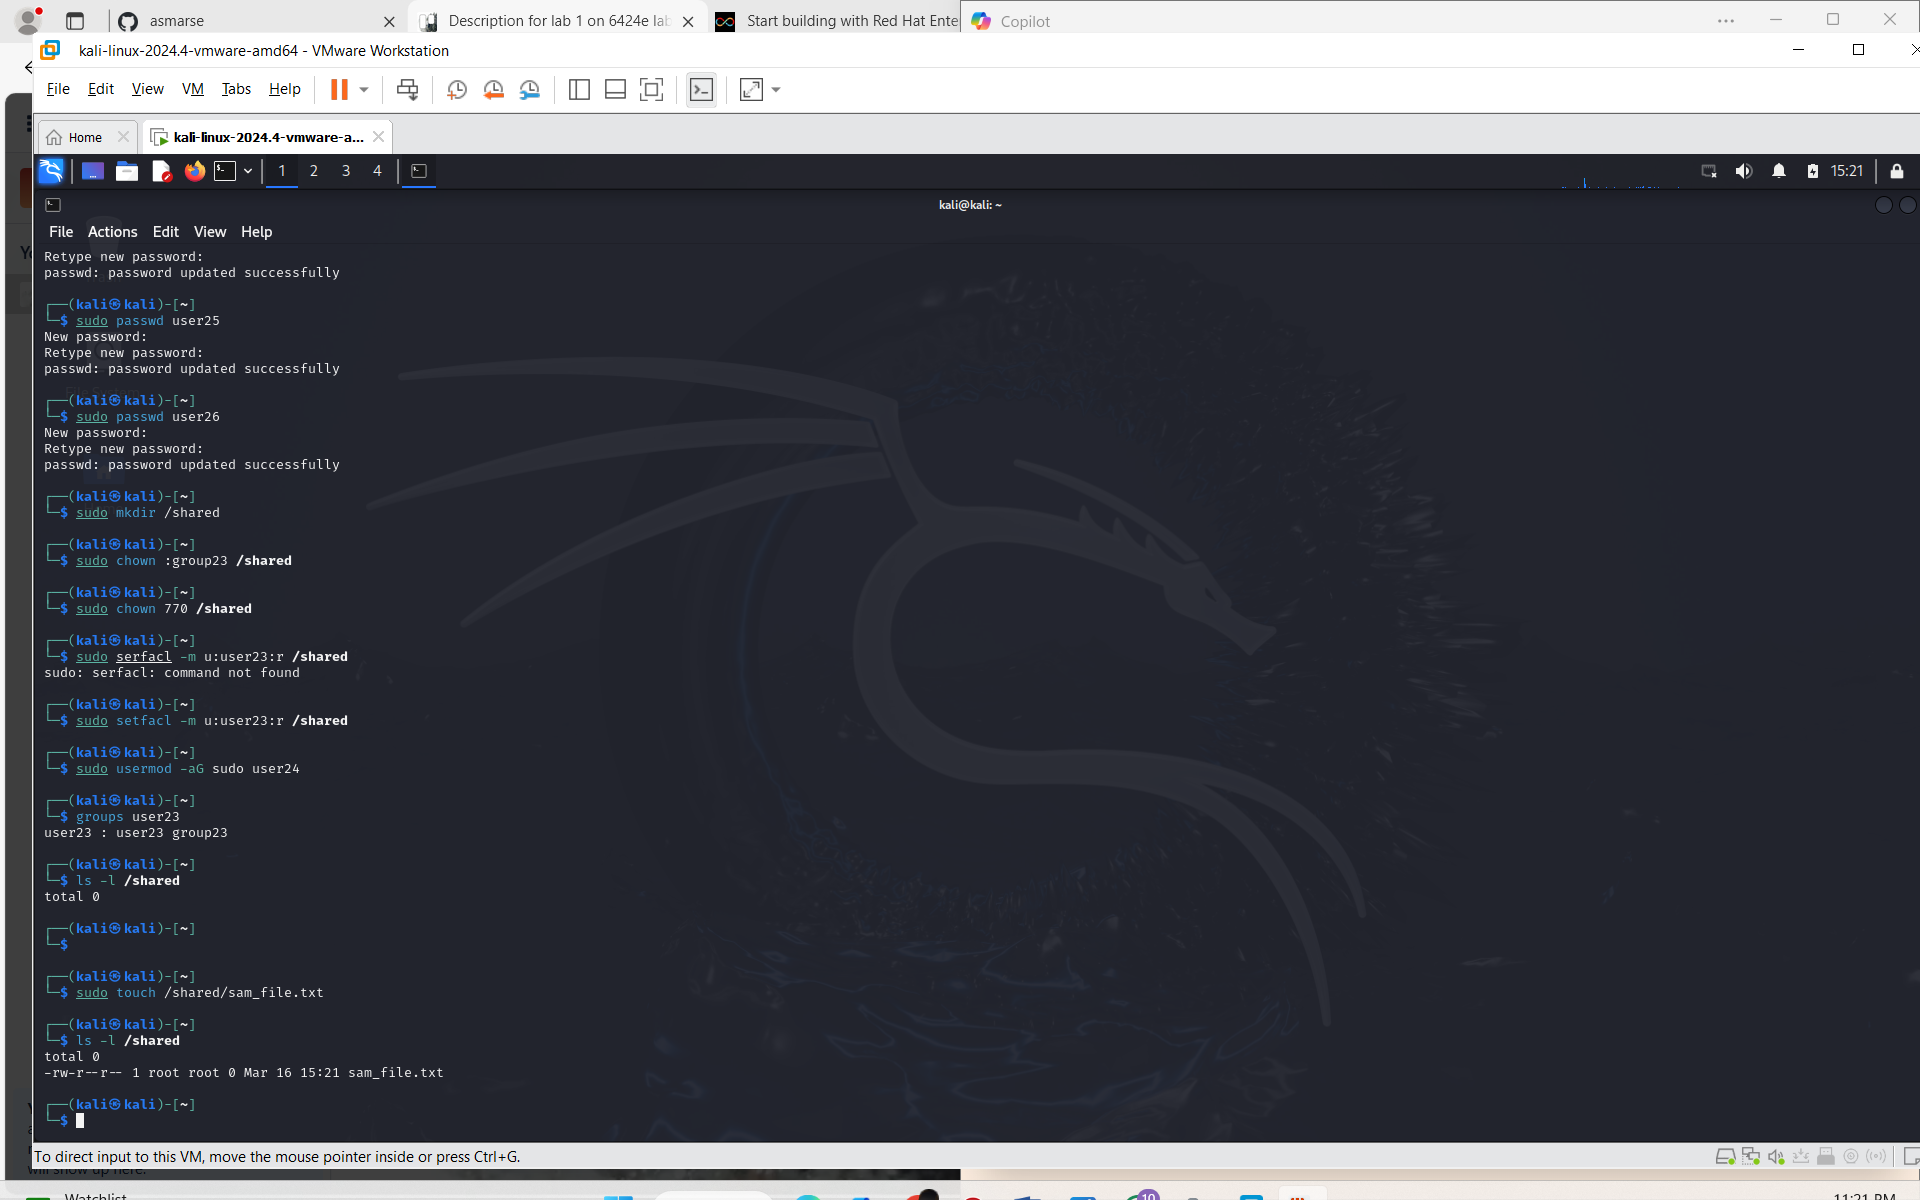 asmarse
Description for lab 1 on 6424e lab
Start building with Red Hat Ente
Copilot
kali-linux-2024.4-vmware-amd64 - VMware Workstation
File Edit View VM Tabs Help
Home
kali-linux-2024.4-vmware-a...
1 2 3 4
15:21
kali@kali: ~
File Actions Edit View Help
Retype new password:
passwd: password updated successfully
┌──(kali㉿kali)-[~]
└─$ sudo passwd user25
New password:
Retype new password:
passwd: password updated successfully
┌──(kali㉿kali)-[~]
└─$ sudo passwd user26
New password:
Retype new password:
passwd: password updated successfully
┌──(kali㉿kali)-[~]
└─$ sudo mkdir /shared
┌──(kali㉿kali)-[~]
└─$ sudo chown :group23 /shared
┌──(kali㉿kali)-[~]
└─$ sudo chown 770 /shared
┌──(kali㉿kali)-[~]
└─$ sudo serfacl -m u:user23:r /shared
sudo: serfacl: command not found
┌──(kali㉿kali)-[~]
└─$ sudo setfacl -m u:user23:r /shared
┌──(kali㉿kali)-[~]
└─$ sudo usermod -aG sudo user24
┌──(kali㉿kali)-[~]
└─$ groups user23
user23 : user23 group23
┌──(kali㉿kali)-[~]
└─$ ls -l /shared
total 0
┌──(kali㉿kali)-[~]
└─$
┌──(kali㉿kali)-[~]
└─$ sudo touch /shared/sam_file.txt
┌──(kali㉿kali)-[~]
└─$ ls -l /shared
total 0
-rw-r--r-- 1 root root 0 Mar 16 15:21 sam_file.txt
┌──(kali㉿kali)-[~]
└─$
To direct input to this VM, move the mouse pointer inside or press Ctrl+G.
will show up here.
Watchlist
10
11:21 PM